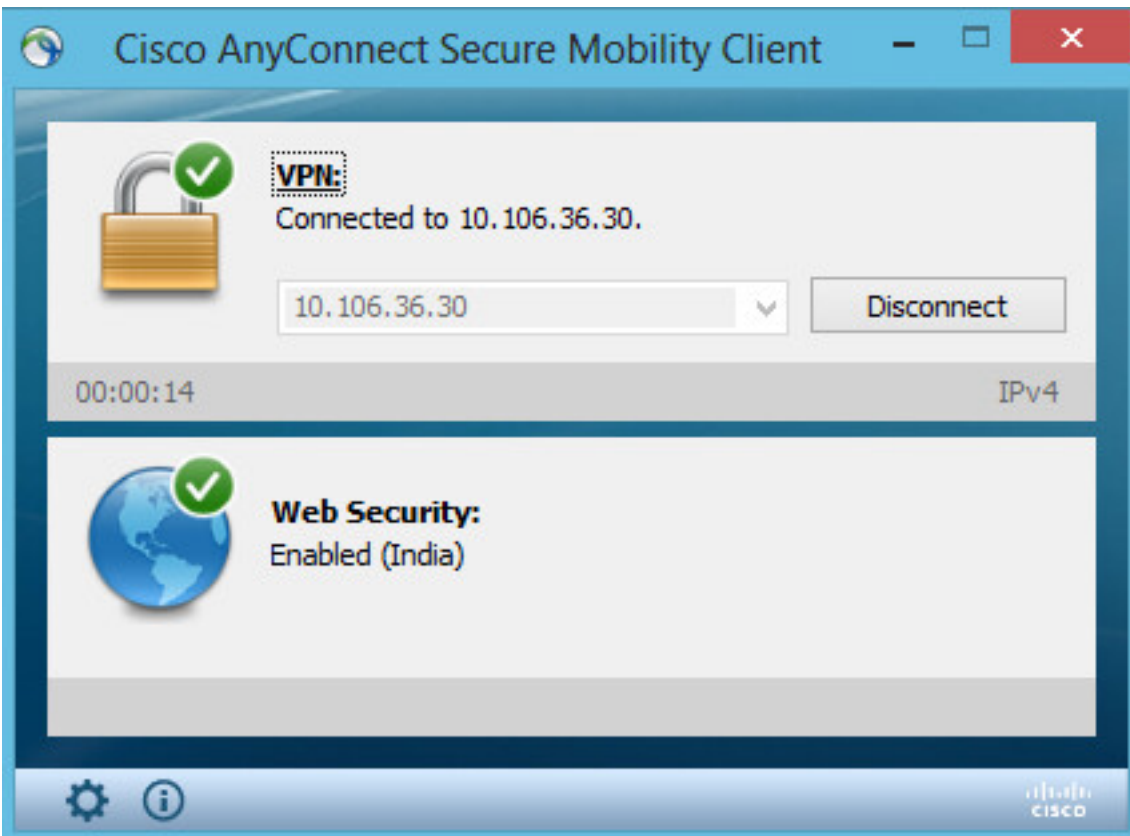 Cisco AnyConnect Secure Mobility Client
VPN:
Connected to 10.106.36.30.
10.106.36.30
Disconnect
00:00:14
IPv4
Web Security:
Enabled (India)
CISCO